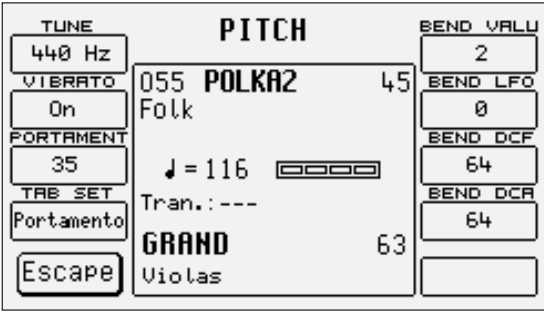 PITCH
TUNE
440 Hz
VIBRATO
On
PORTAMENT
35
TAB SET
Portamento
Escape
055 POLKA2 45
Folk
♩=116
Tran.:---
GRAND 63
Violas
BEND VALU
2
BEND LFO
0
BEND DCF
64
BEND DCA
64